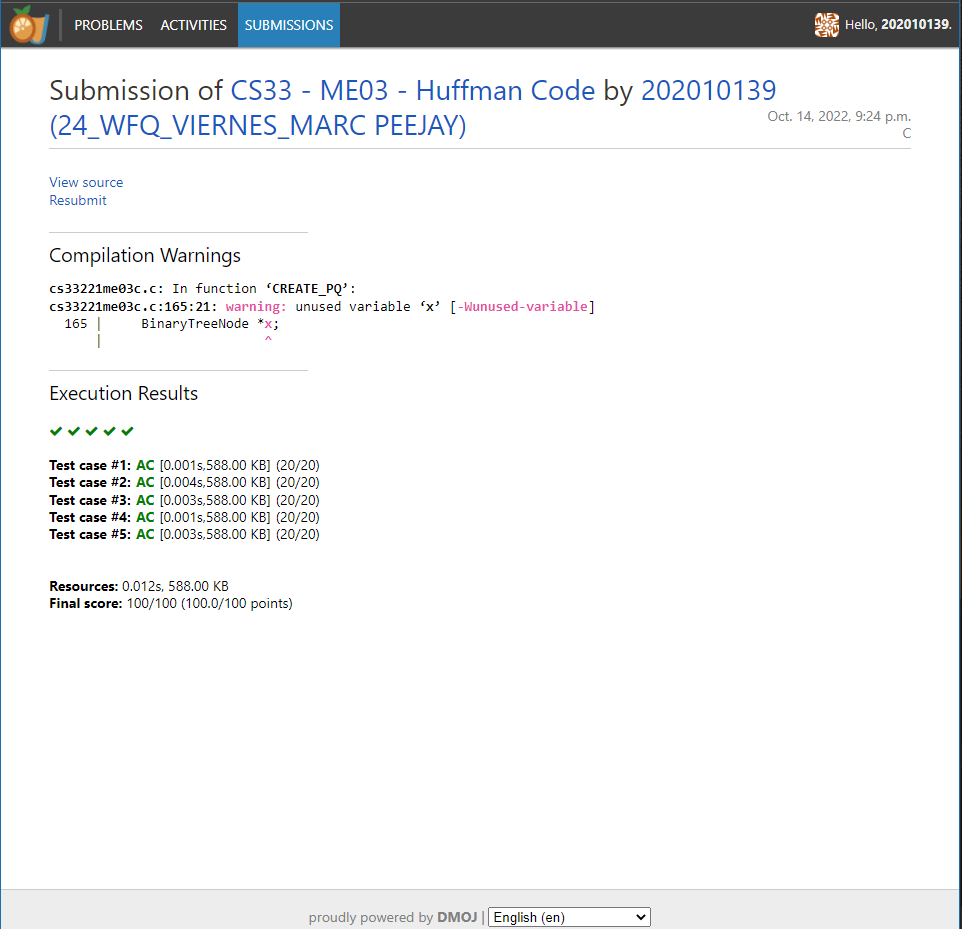 PROBLEMS ACTIVITIES SUBMISSIONS Hello, 202010139.
Submission of CS33 - ME03 - Huffman Code by 202010139
(24_WFQ_VIERNES_MARC PEEJAY)
Oct. 14, 2022, 9:24 p.m.
C
View source
Resubmit
Compilation Warnings
cs33221me03c.c: In function ‘CREATE_PQ’:
cs33221me03c.c:165:21: warning: unused variable ‘x’ [-Wunused-variable]
165 | BinaryTreeNode *x;
| ^
Execution Results
✔ ✔ ✔ ✔ ✔
Test case #1: AC [0.001s,588.00 KB] (20/20)
Test case #2: AC [0.004s,588.00 KB] (20/20)
Test case #3: AC [0.003s,588.00 KB] (20/20)
Test case #4: AC [0.001s,588.00 KB] (20/20)
Test case #5: AC [0.003s,588.00 KB] (20/20)
Resources: 0.012s, 588.00 KB
Final score: 100/100 (100.0/100 points)
proudly powered by DMOJ | English (en)